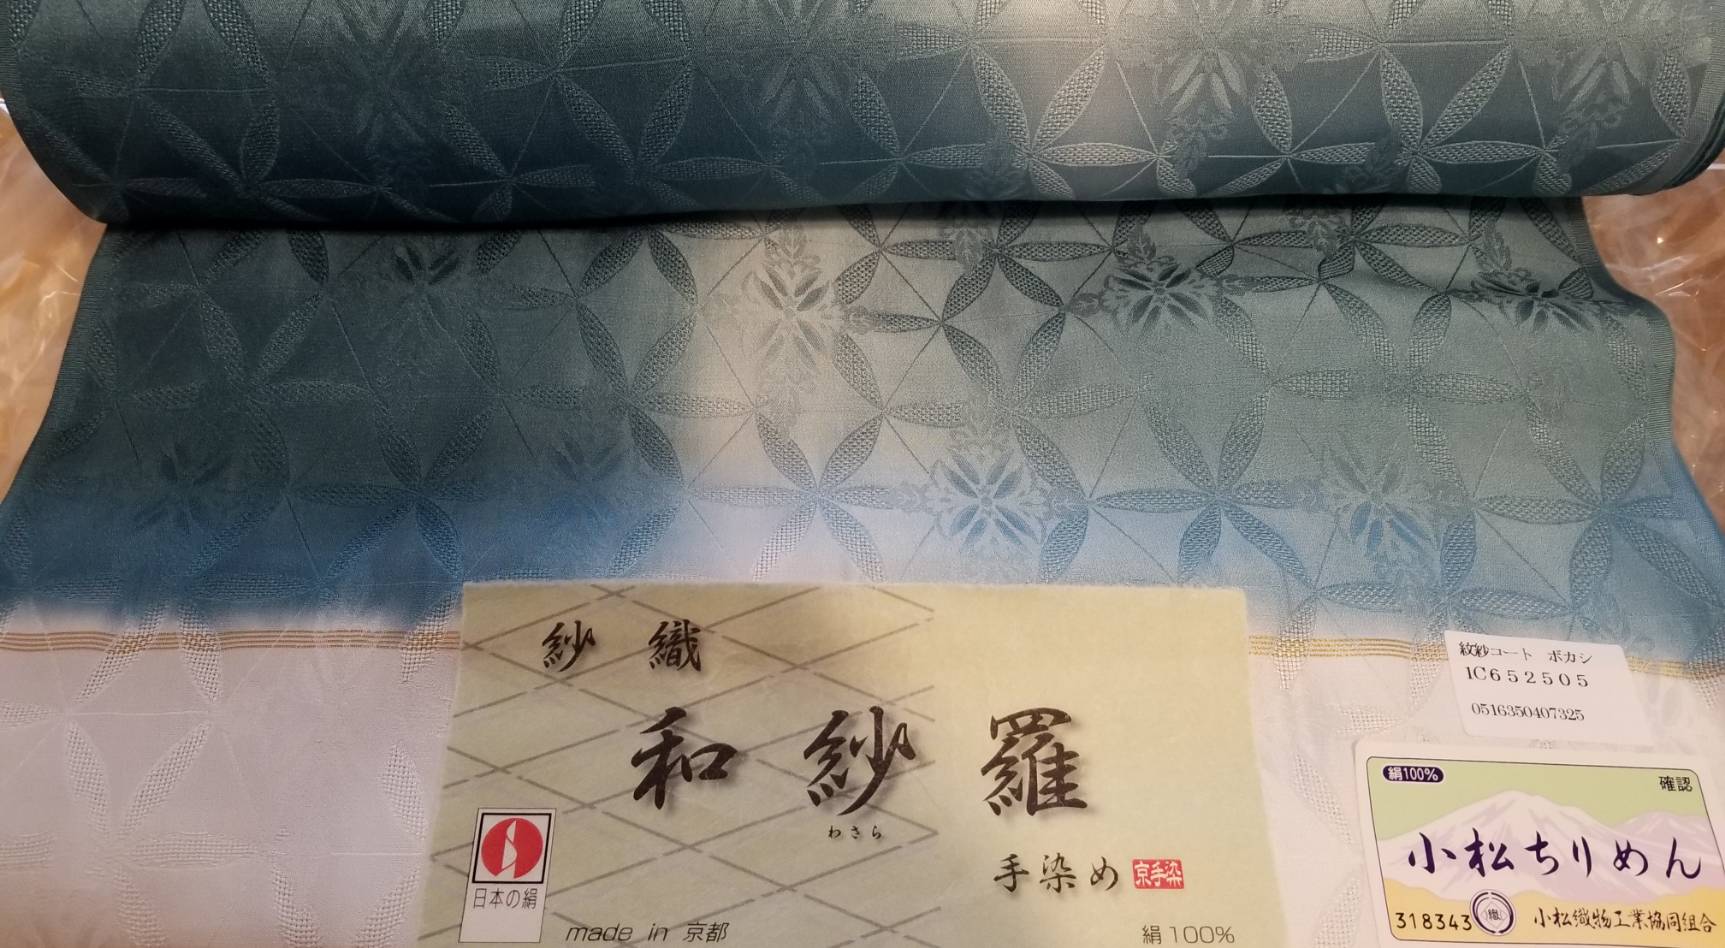 紗織
和紗羅
わさら
手染め 京手染
日本の絹
made in 京都
絹100%
紋紗コート ボカシ
1C652505
0516350407325
絹100%
確認
小松ちりめん
318343 織 小松織物工業協同組合